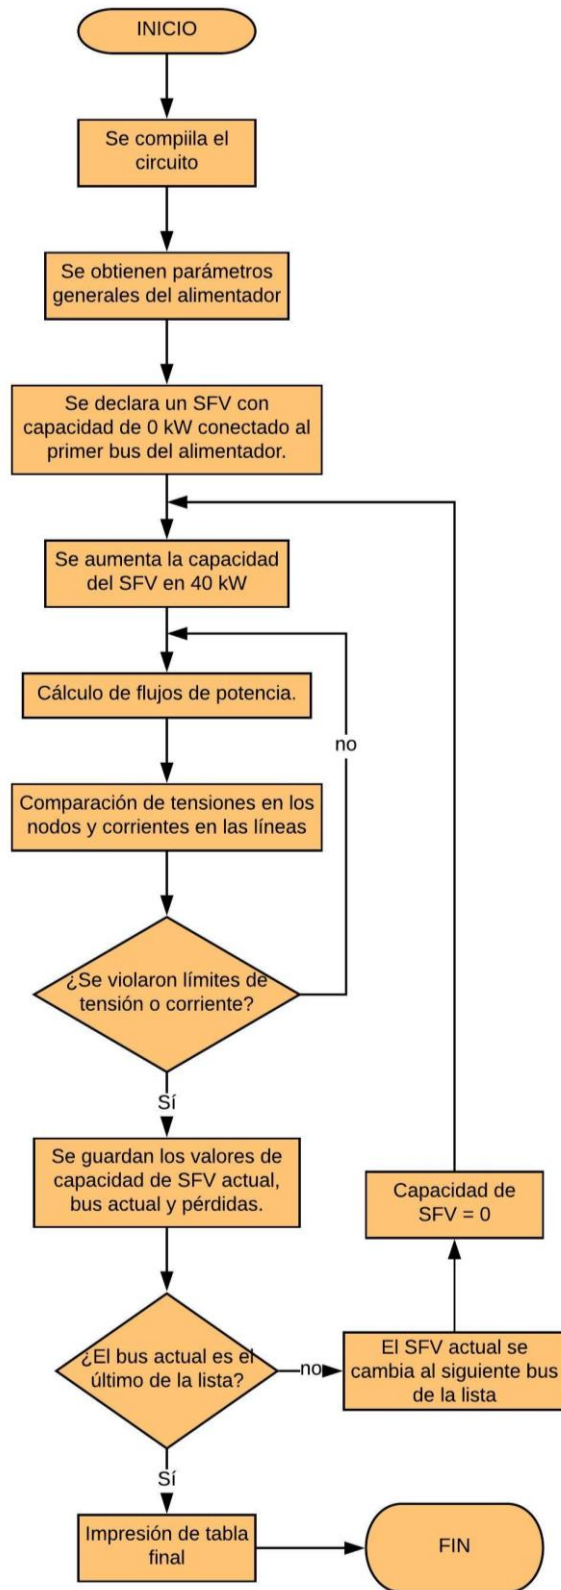 INICIO
Se compiila el
circuito
Se obtienen parámetros
generales del alimentador
Se declara un SFV con
capacidad de 0 kW conectado al
primer bus del alimentador.
Se aumenta la capacidad
del SFV en 40 kW
Cálculo de flujos de potencia.
no
Comparación de tensiones en los
nodos y corrientes en las líneas
¿Se violaron límites de
tensión o corriente?
Sí
Se guardan los valores de
capacidad de SFV actual,
bus actual y pérdidas.
Capacidad de
SFV = 0
¿El bus actual es el
último de la lista?
no
El SFV actual se
cambia al siguiente bus
de la lista
Sí
Impresión de tabla
final
FIN